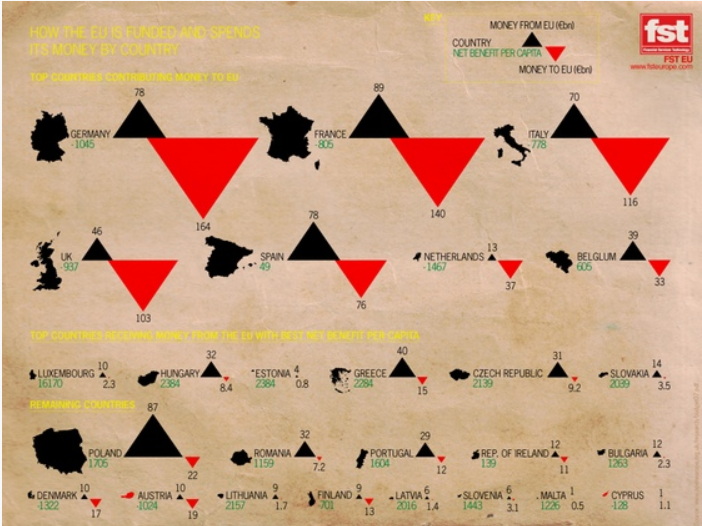 HOW THE EU IS FUNDED AND SPENDS
ITS MONEY BY COUNTRY
KEY
MONEY FROM EU (€bn)
COUNTRY
NET BENEFIT PER CAPITA
MONEY TO EU (€bn)
fst
Financial Services Technology
FST EU
www.fsteurope.com
TOP COUNTRIES CONTRIBUTING MONEY TO EU
78
GERMANY
-1045
164
89
FRANCE
-805
140
70
ITALY
-778
116
46
UK
-937
103
78
SPAIN
49
76
13
NETHERLANDS
-1467
37
39
BELGLUM
605
33
TOP COUNTRIES RECEIVING MONEY FROM THE EU WITH BEST NET BENEFIT PER CAPITA
10
LUXEMBOURG
16170
2.3
32
HUNGARY
2384
8.4
4
ESTONIA
2384
0.8
40
GREECE
2284
15
31
CZECH REPUBLIC
2139
9.2
14
SLOVAKIA
2039
3.5
REMAINING COUNTRIES
87
POLAND
1705
22
32
ROMANIA
1159
7.2
29
PORTUGAL
1604
12
12
REP. OF IRELAND
139
11
12
BULGARIA
1263
2.3
10
DENMARK
-1322
17
10
AUSTRIA
-1024
19
9
LITHUANIA
2157
1.7
9
FINLAND
701
13
6
LATVIA
2016
1.4
6
SLOVENIA
1443
3.1
1
MALTA
1226
0.5
1
CYPRUS
-128
1.1